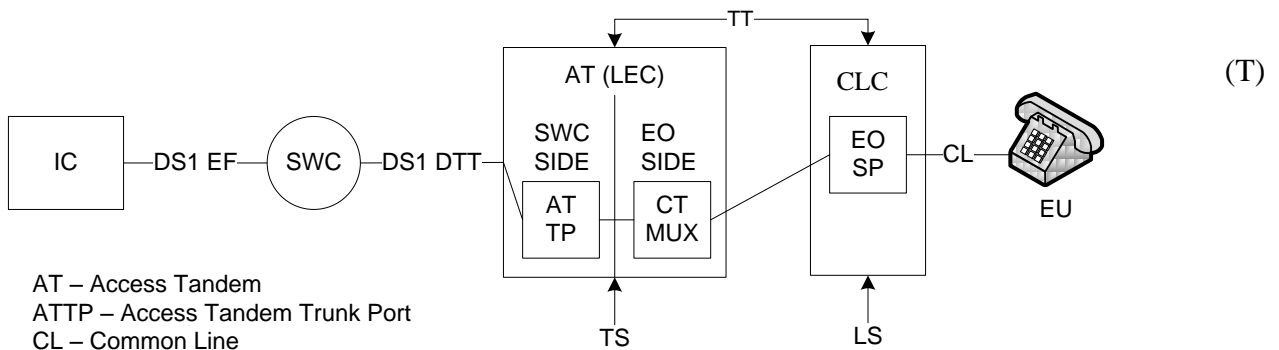 TT
AT (LEC)
CLC
(T)
SWC
SIDE
EO
SIDE
IC
DS1 EF
SWC
DS1 DTT
AT
TP
CT
MUX
EO
SP
CL
EU
AT – Access Tandem
ATTP – Access Tandem Trunk Port
CL – Common Line
TS
LS